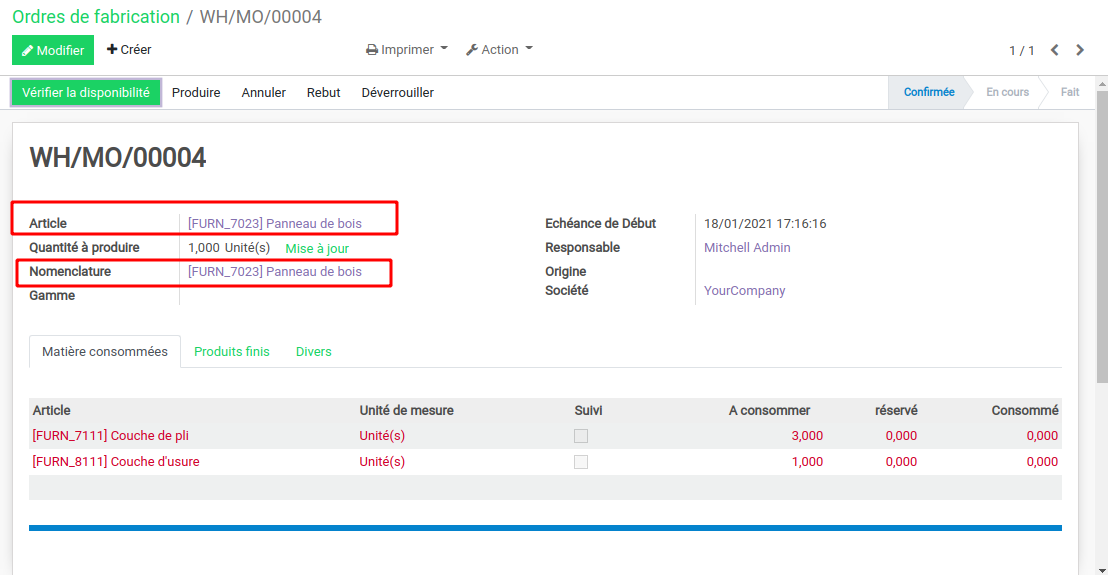 Ordres de fabrication / WH/MO/00004
Modifier Créer Imprimer Action 1 / 1
Vérifier la disponibilité Produire Annuler Rebut Déverrouiller Confirmée En cours Fait
WH/MO/00004
Article [FURN_7023] Panneau de bois Echéance de Début 18/01/2021 17:16:16
Quantité à produire 1,000 Unité(s) Mise à jour Responsable Mitchell Admin
Nomenclature [FURN_7023] Panneau de bois Origine
Gamme Société YourCompany
Matière consommées Produits finis Divers
Article Unité de mesure Suivi A consommer réservé Consommé
[FURN_7111] Couche de pli Unité(s) 3,000 0,000 0,000
[FURN_8111] Couche d'usure Unité(s) 1,000 0,000 0,000